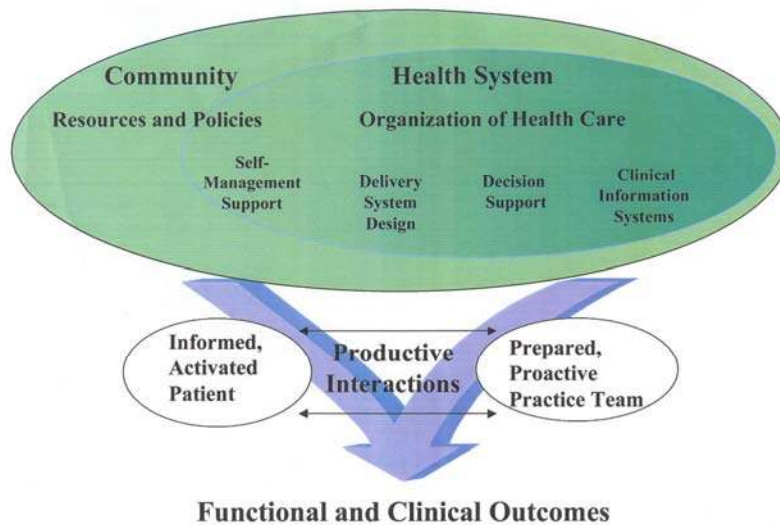 Community
Health System
Resources and Policies
Organization of Health Care
Self-
Management
Support
Delivery
System
Design
Decision
Support
Clinical
Information
Systems
Informed,
Activated
Patient
Productive
Interactions
Prepared,
Proactive
Practice Team
Functional and Clinical Outcomes